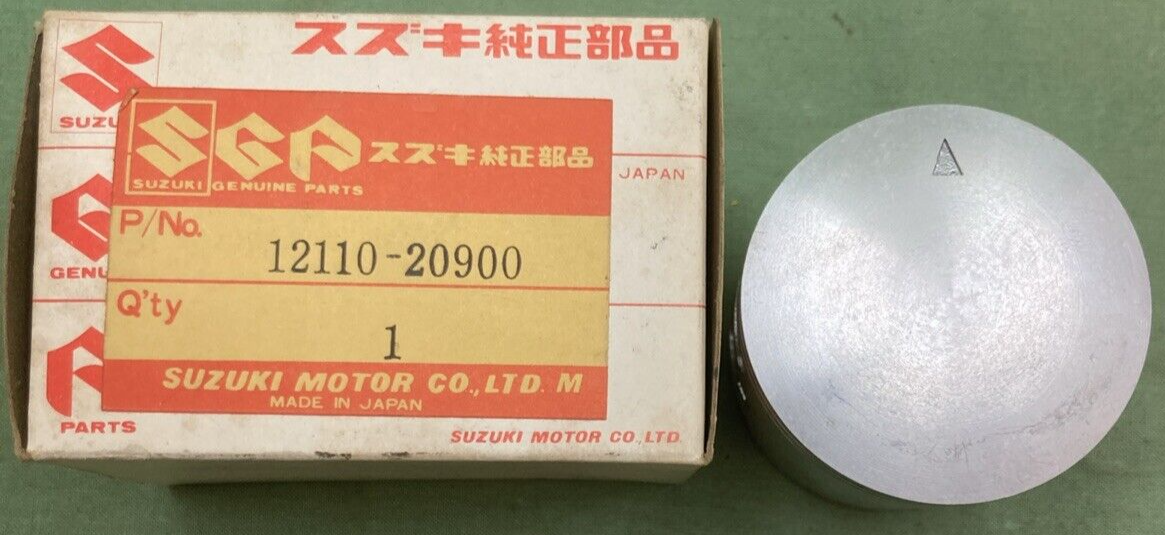 スズキ純正部品
SUZU
SGP スズキ純正部品
SUZUKI GENUINE PARTS
JAPAN
P/No.
12110-20900
GENU
Q'ty
1
SUZUKI MOTOR CO.,LTD. M
MADE IN JAPAN
PARTS
SUZUKI MOTOR CO.,LTD.